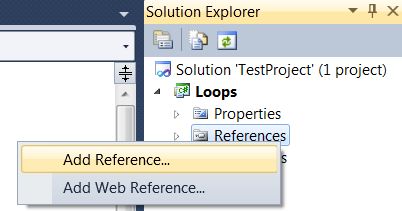 Solution Explorer
Solution 'TestProject' (1 project)
Loops
Properties
References
Add Reference...
Add Web Reference...